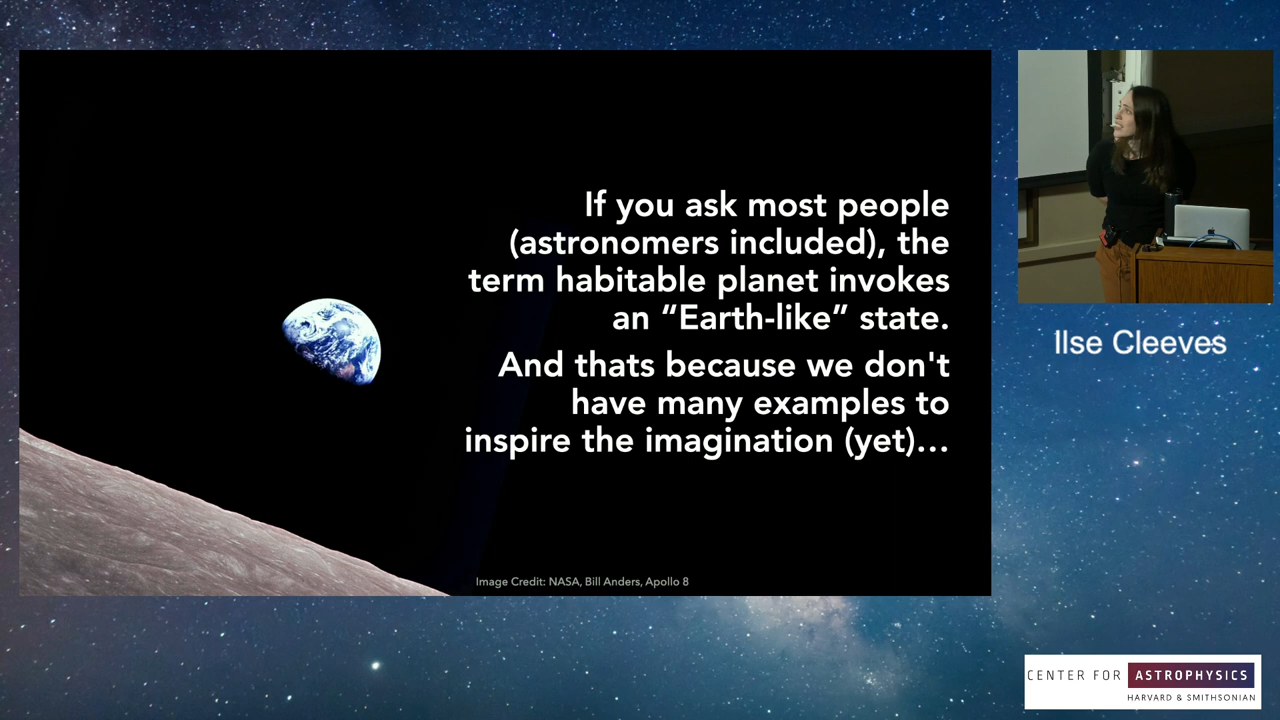 If you ask most people
(astronomers included), the
term habitable planet invokes
an “Earth-like” state.
And thats because we don't
have many examples to
inspire the imagination (yet)...
Image Credit: NASA, Bill Anders, Apollo 8
Ilse Cleeves
CENTER FOR ASTROPHYSICS
HARVARD & SMITHSONIAN